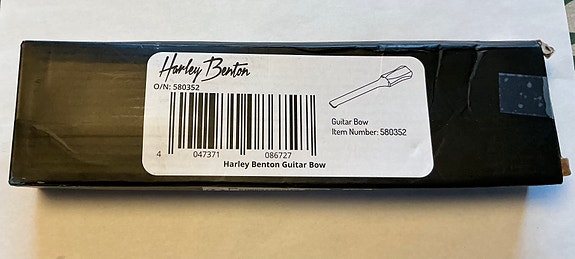 Harley Benton
O/N: 580352
Guitar Bow
Item Number: 580352
4 047371 086727
Harley Benton Guitar Bow